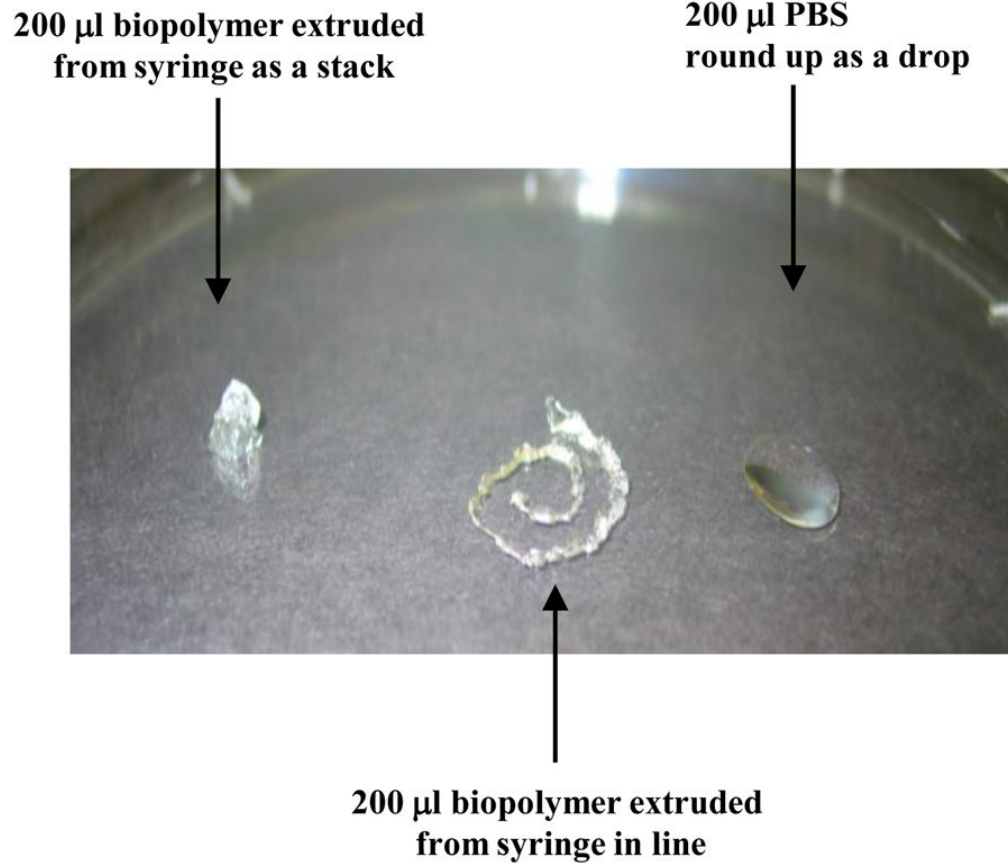 200 μl biopolymer extruded
from syringe as a stack
200 μl PBS
round up as a drop
200 μl biopolymer extruded
from syringe in line